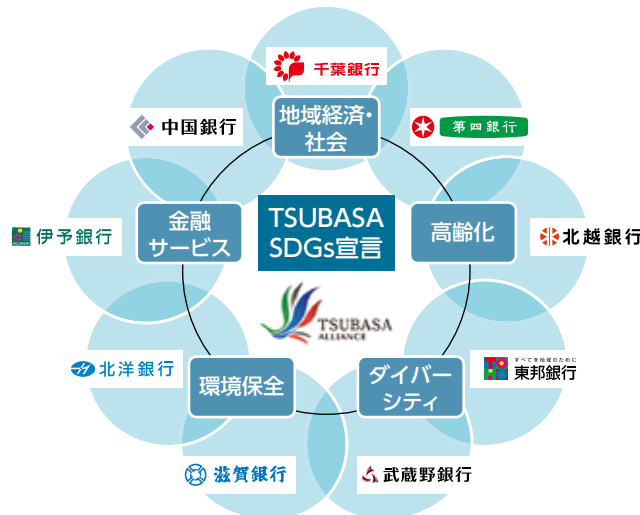 千葉銀行
地域経済・
社会
中国銀行
第四銀行
金融
サービス
TSUBASA
SDGs宣言
高齢化
伊予銀行
北越銀行
TSUBASA
ALLIANCE
北洋銀行
環境保全
ダイバー
シティ
すべてを地域のために
東邦銀行
滋賀銀行
武蔵野銀行